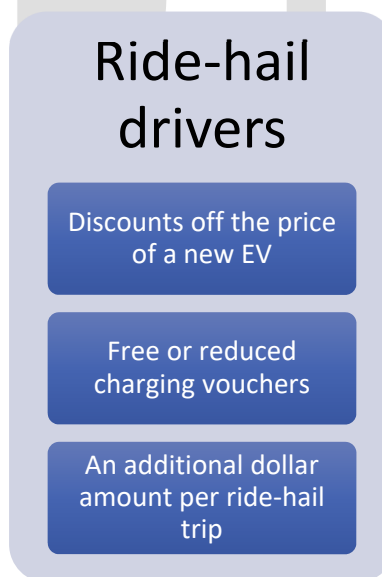 Ride-hail
drivers
Discounts off the price
of a new EV
Free or reduced
charging vouchers
An additional dollar
amount per ride-hail
trip